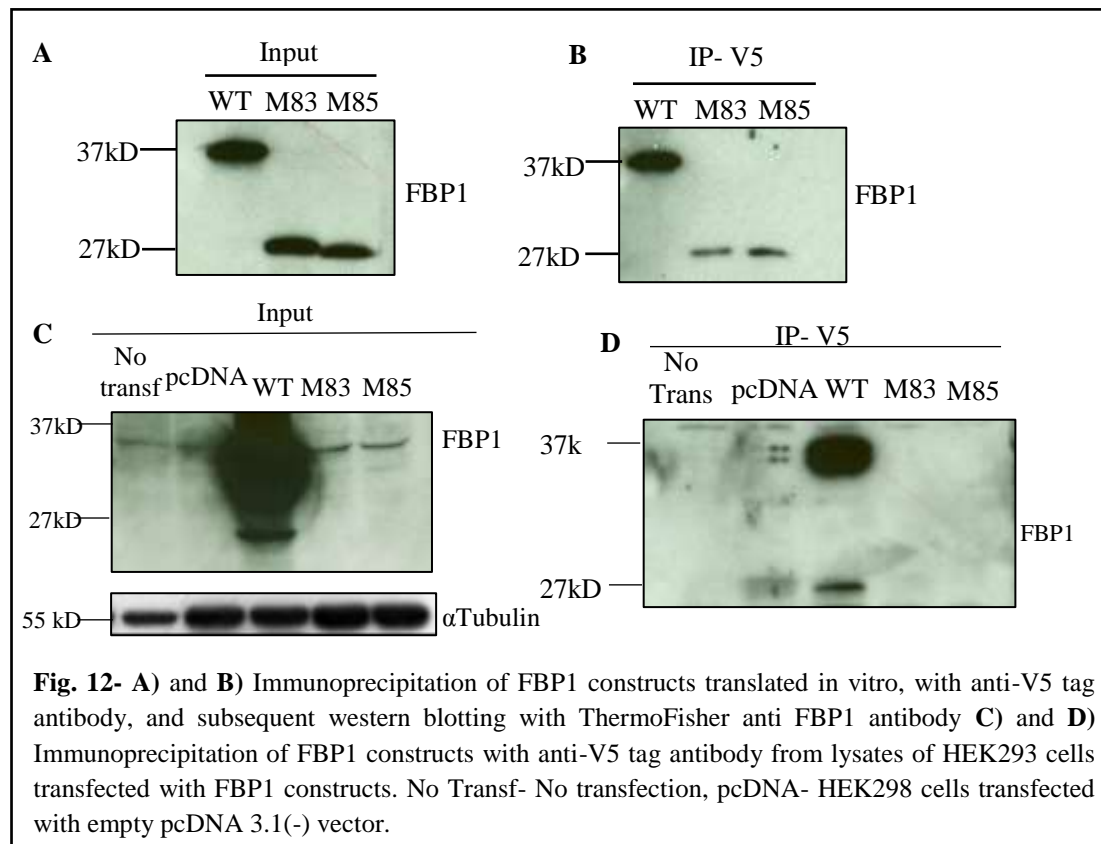 A
Input
WT M83 M85
37kD
27kD
FBP1
B
IP- V5
WT M83 M85
37kD
27kD
FBP1
C
Input
No
transf pcDNA WT M83 M85
37kD
27kD
FBP1
55 kD
αTubulin
D
IP- V5
No
Trans pcDNA WT M83 M85
37k
27kD
FBP1
Fig. 12- A) and B) Immunoprecipitation of FBP1 constructs translated in vitro, with anti-V5 tag
antibody, and subsequent western blotting with ThermoFisher anti FBP1 antibody C) and D)
Immunoprecipitation of FBP1 constructs with anti-V5 tag antibody from lysates of HEK293 cells
transfected with FBP1 constructs. No Transf- No transfection, pcDNA- HEK298 cells transfected
with empty pcDNA 3.1(-) vector.